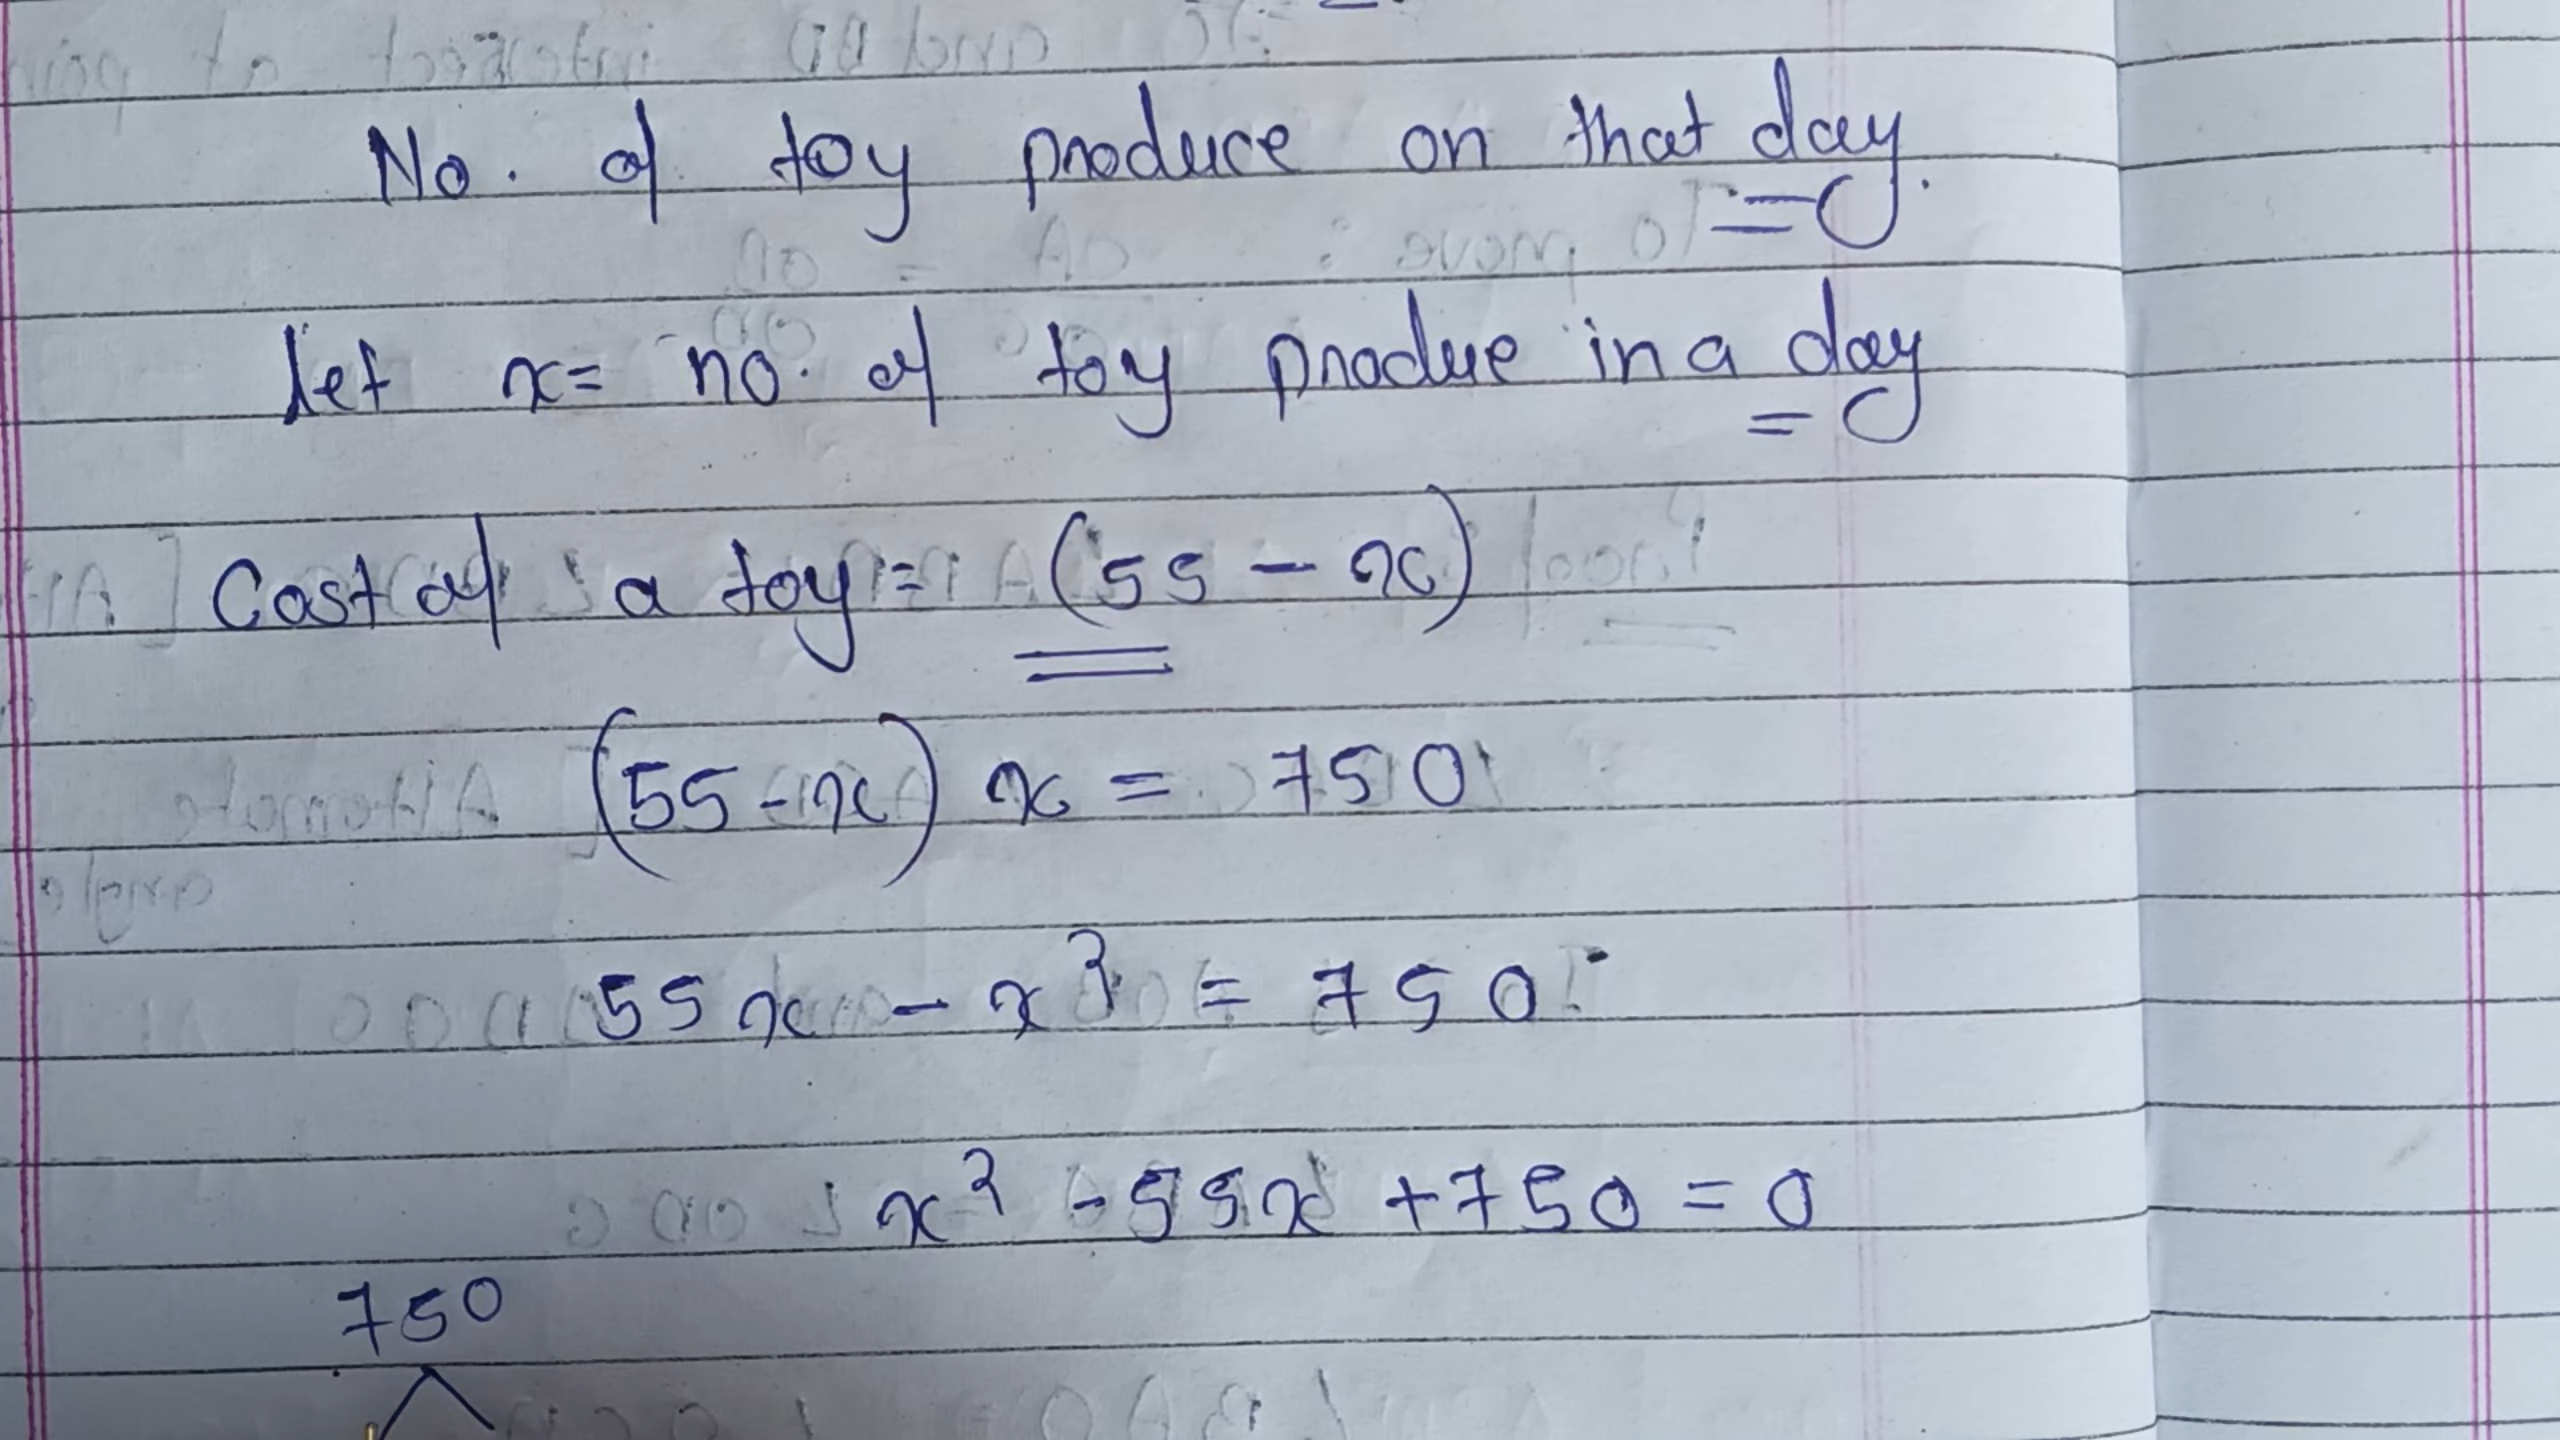 No. of toy produce on that day.
=
Let x= no. of toy produe in a day
=
Cost of a toy = (55 - x)
(55 - x) x = 750
55x - x² = 750
x² - 55x + 750 = 0
750